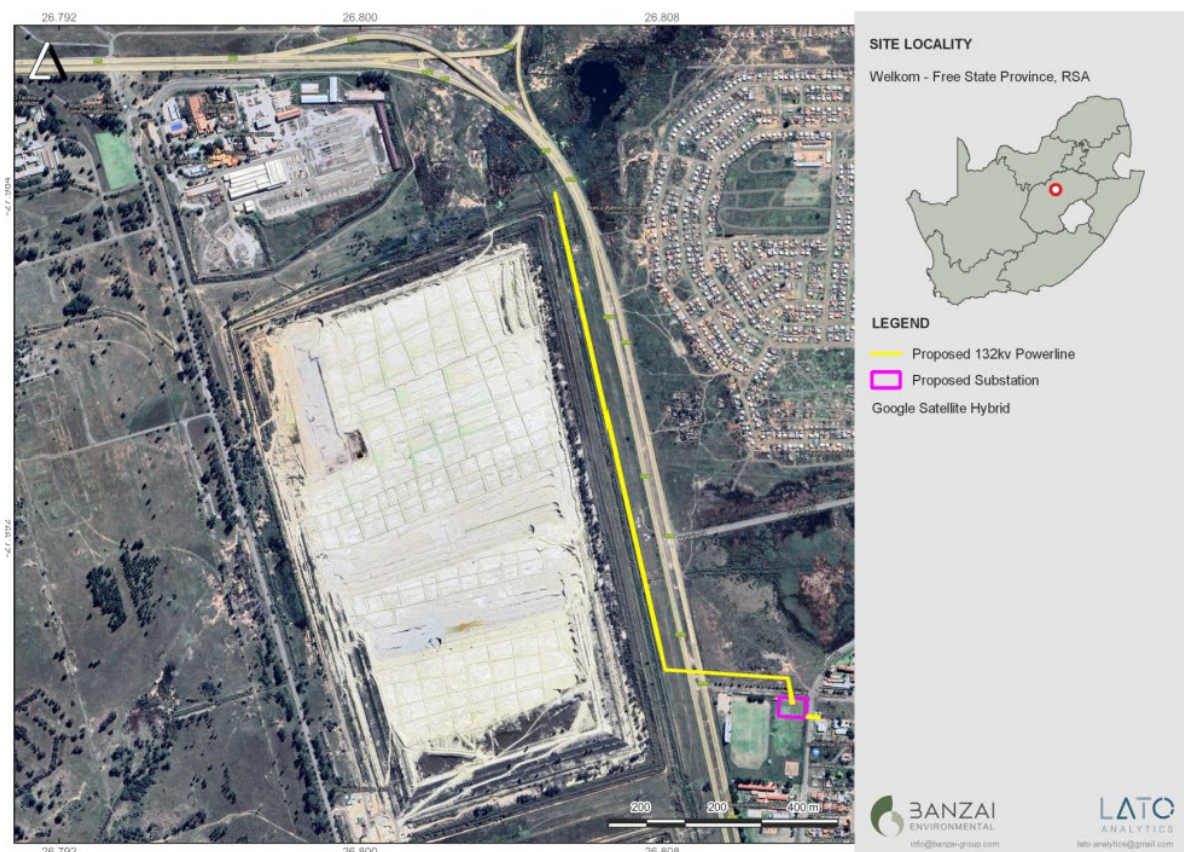 26.792
26.800
26.808
SITE LOCALITY
Welkom - Free State Province, RSA
LEGEND
Proposed 132kv Powerline
Proposed Substation
Google Satellite Hybrid
200
200
400 m
BANZAI
ENVIRONMENTAL
info@banzai-group.com
LATO
ANALYTICS
lato.analytics@gmail.com
26.792
26.800
26.808